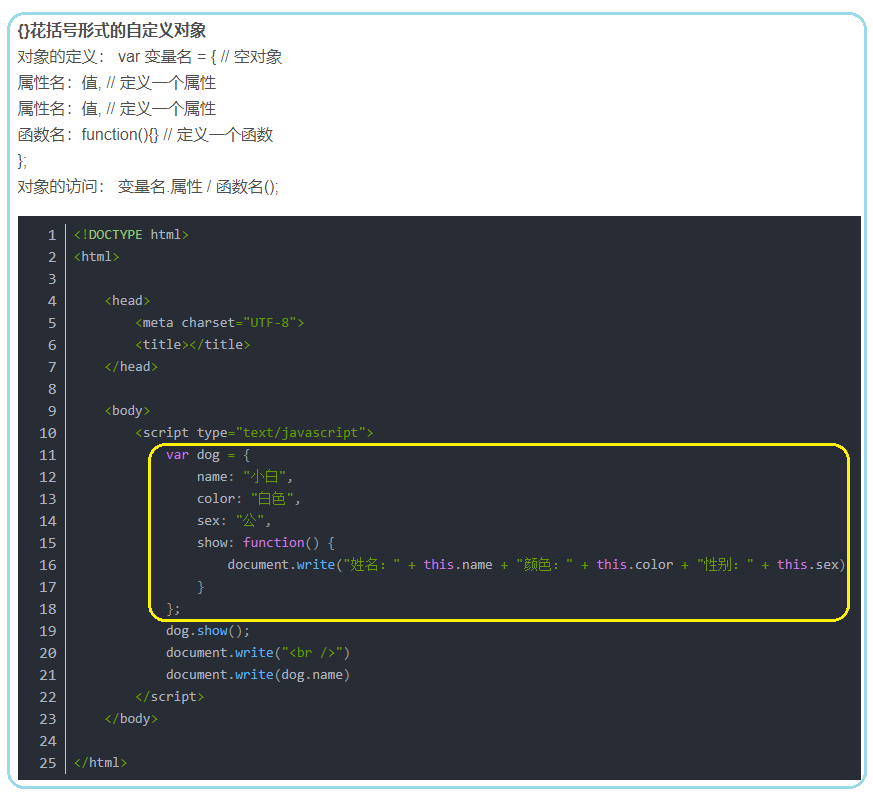 {}花括号形式的自定义对象
对象的定义： var 变量名 = { // 空对象
属性名：值, // 定义一个属性
属性名：值, // 定义一个属性
函数名：function(){} // 定义一个函数
};
对象的访问： 变量名.属性 / 函数名();
1 <!DOCTYPE html>
2 <html>
3
4 <head>
5 <meta charset="UTF-8">
6 <title></title>
7 </head>
8
9 <body>
10 <script type="text/javascript">
11 var dog = {
12 name: "小白",
13 color: "白色",
14 sex: "公",
15 show: function() {
16 document.write("姓名：" + this.name + "颜色：" + this.color + "性别：" + this.sex)
17 }
18 };
19 dog.show();
20 document.write("<br />")
21 document.write(dog.name)
22 </script>
23 </body>
24
25 </html>